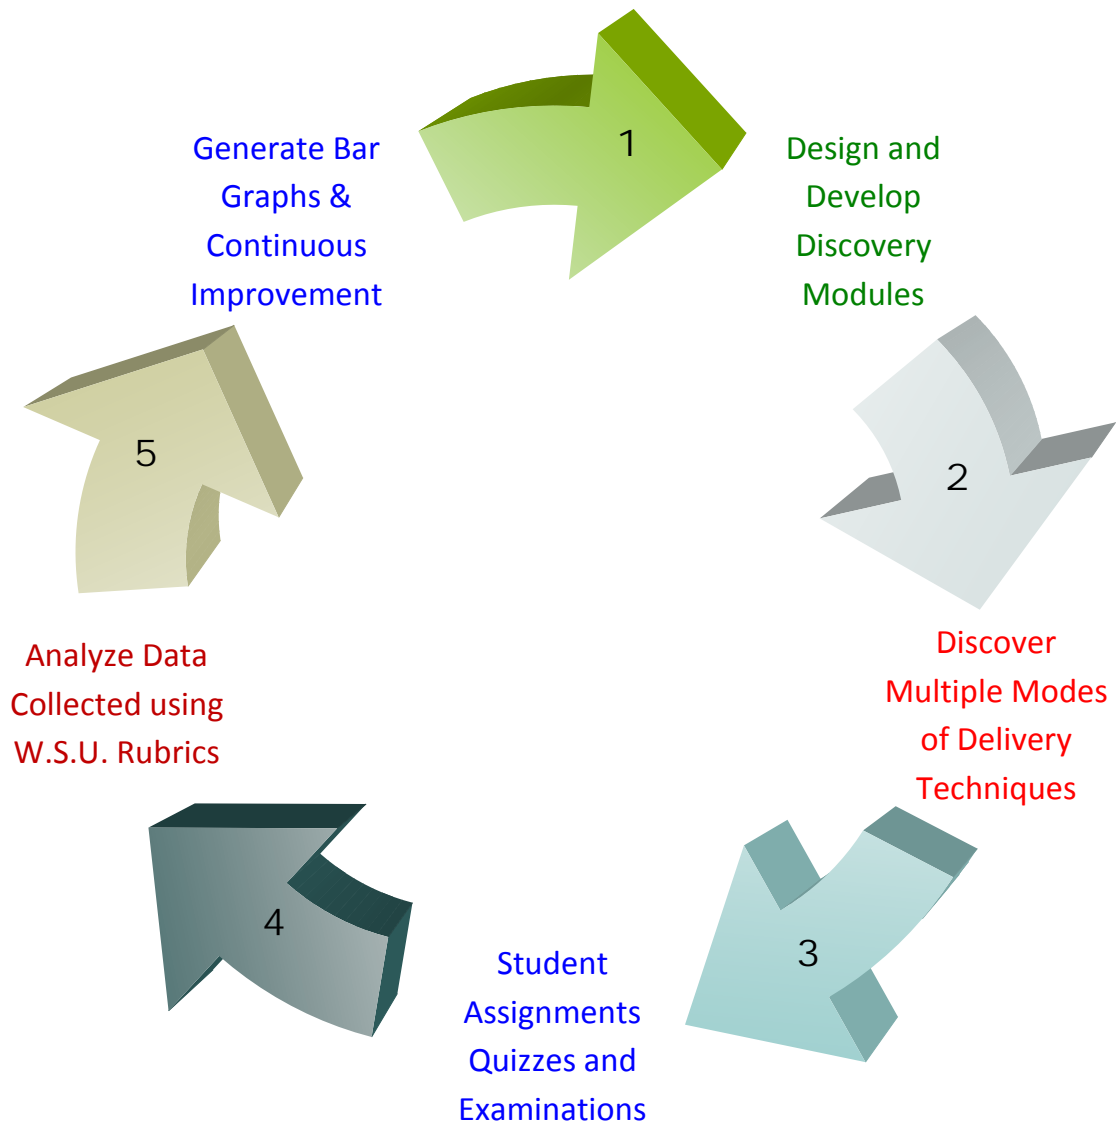 1
Design and
Develop
Discovery
Modules
2
Discover
Multiple Modes
of Delivery
Techniques
3
Student
Assignments
Quizzes and
Examinations
4
Analyze Data
Collected using
W.S.U. Rubrics
5
Generate Bar
Graphs &
Continuous
Improvement